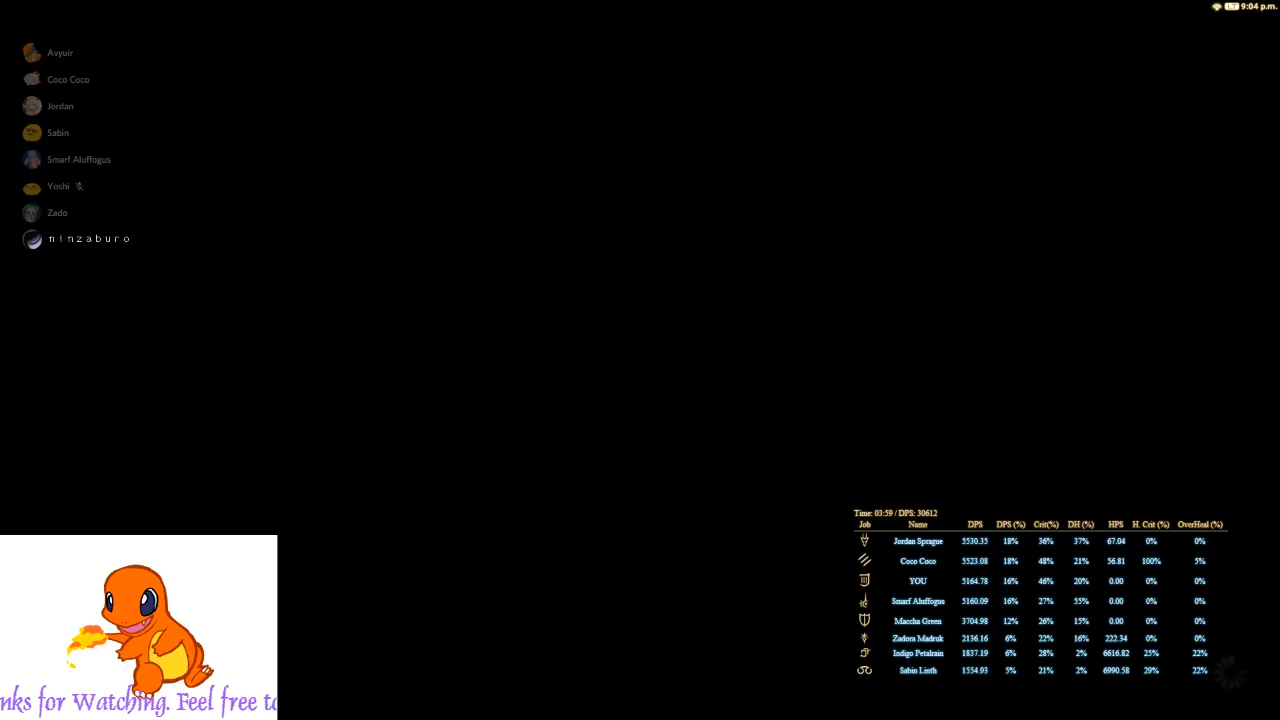 LT 9:04 p.m.
Avyuir
Coco Coco
Jordan
Sabin
Smarf Aluffogus
Yoshi
Zado
ninzaburo
Time: 03:59 / DPS: 30612
Job Name DPS DPS (%) Crit(%) DH (%) HPS H. Crit (%) OverHeal (%)
Jordan Sprague 5530.35 18% 36% 37% 67.04 0% 0%
Coco Coco 5523.08 18% 48% 21% 56.81 100% 5%
YOU 5164.78 16% 46% 20% 0.00 0% 0%
Smarf Aluffogus 5160.09 16% 27% 55% 0.00 0% 0%
Maccha Green 3704.98 12% 26% 15% 0.00 0% 0%
Zadora Madruk 2136.16 6% 22% 16% 222.34 0% 0%
Indigo Petalrain 1837.19 6% 28% 2% 6616.82 25% 22%
Sabin Linth 1554.93 5% 21% 2% 6990.58 29% 22%
nks for Watching. Feel free to